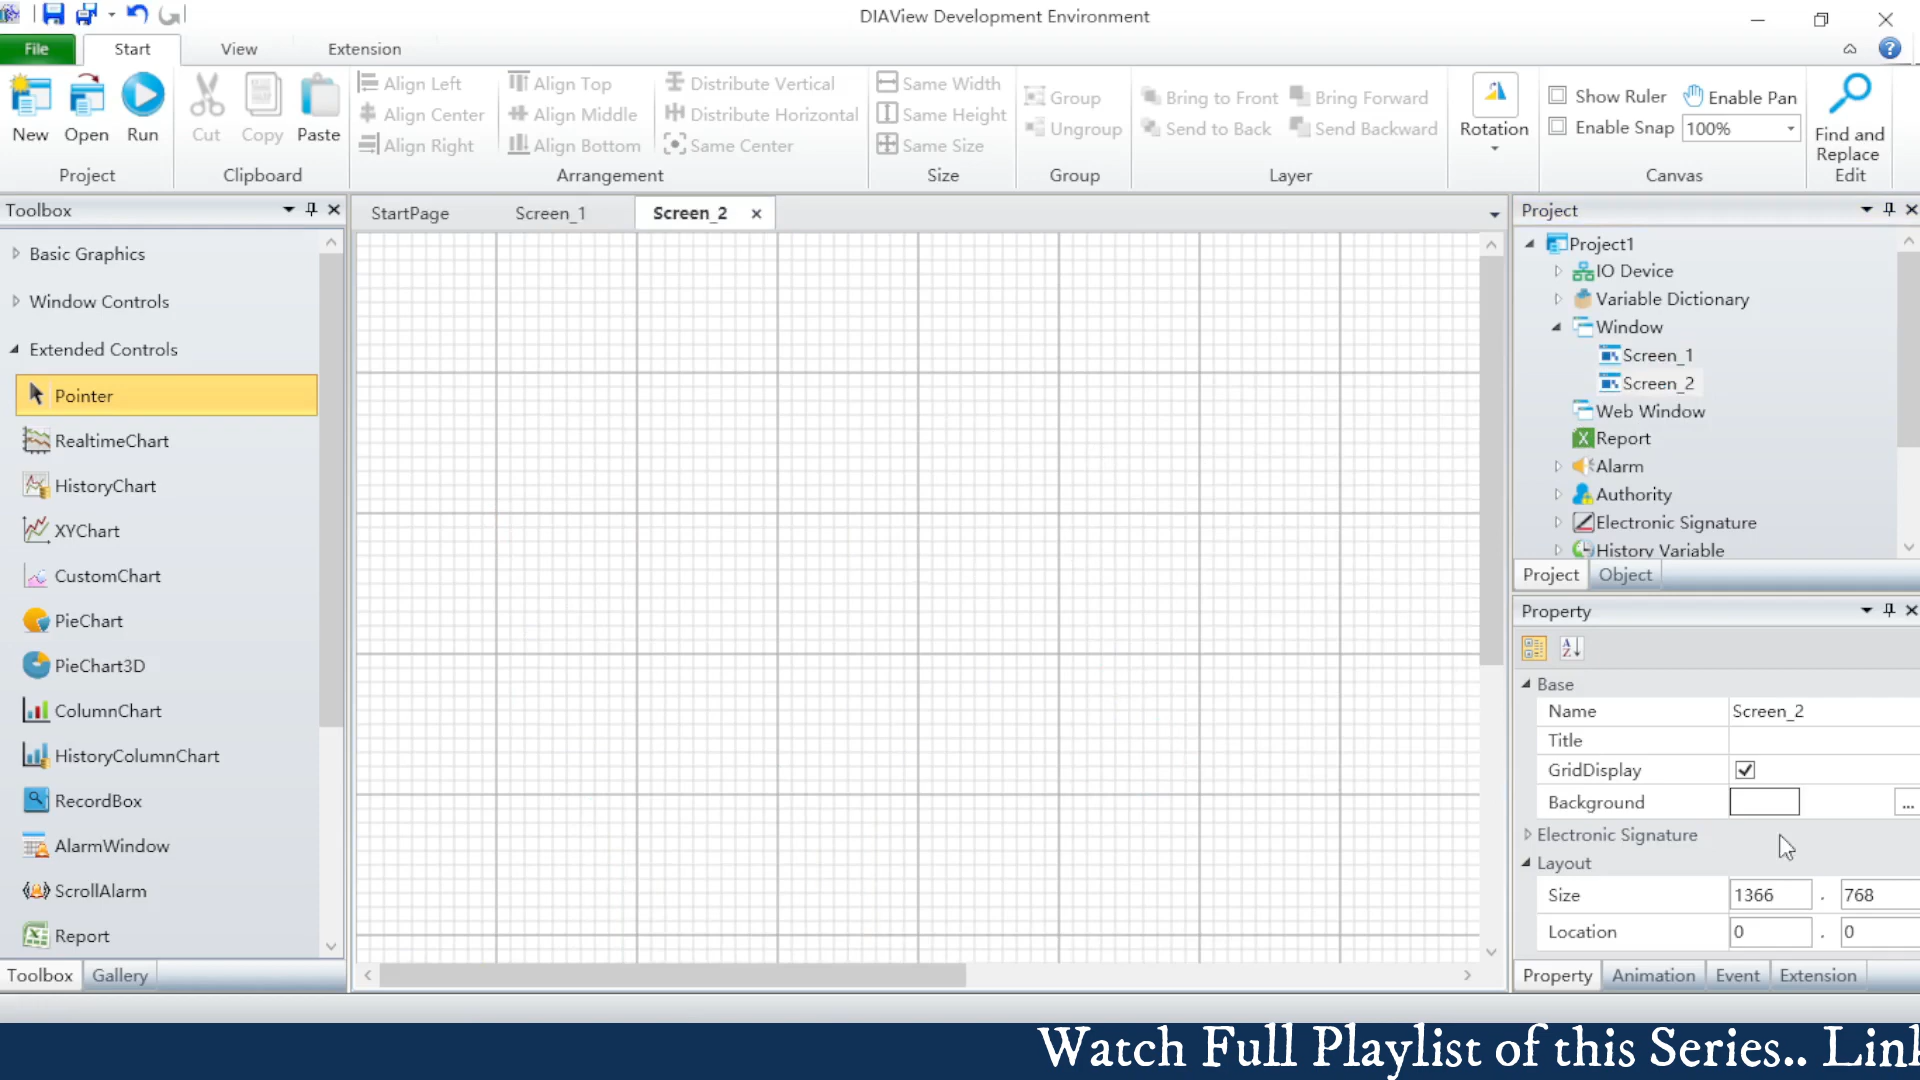 DIAView Development Environment
File Start View Extension
New Open Run
Project
Cut Copy Paste
Clipboard
Align Left Align Top Distribute Vertical
Align Center Align Middle Distribute Horizontal
Align Right Align Bottom Same Center
Arrangement
Same Width
Same Height
Same Size
Size
Group
Ungroup
Group
Bring to Front Bring Forward
Send to Back Send Backward
Layer
Rotation
Show Ruler Enable Pan
Enable Snap 100%
Canvas
Find and
Replace
Edit
Toolbox
Basic Graphics
Window Controls
Extended Controls
Pointer
RealtimeChart
HistoryChart
XYChart
CustomChart
PieChart
PieChart3D
ColumnChart
HistoryColumnChart
RecordBox
AlarmWindow
ScrollAlarm
Report
Toolbox Gallery
StartPage Screen_1 Screen_2
Project
Project1
IO Device
Variable Dictionary
Window
Screen_1
Screen_2
Web Window
Report
Alarm
Authority
Electronic Signature
History Variable
Project Object
Property
Base
Name Screen_2
Title
GridDisplay
Background ...
Electronic Signature
Layout
Size 1366 . 768
Location 0 . 0
Property Animation Event Extension
Watch Full Playlist of this Series.. Link